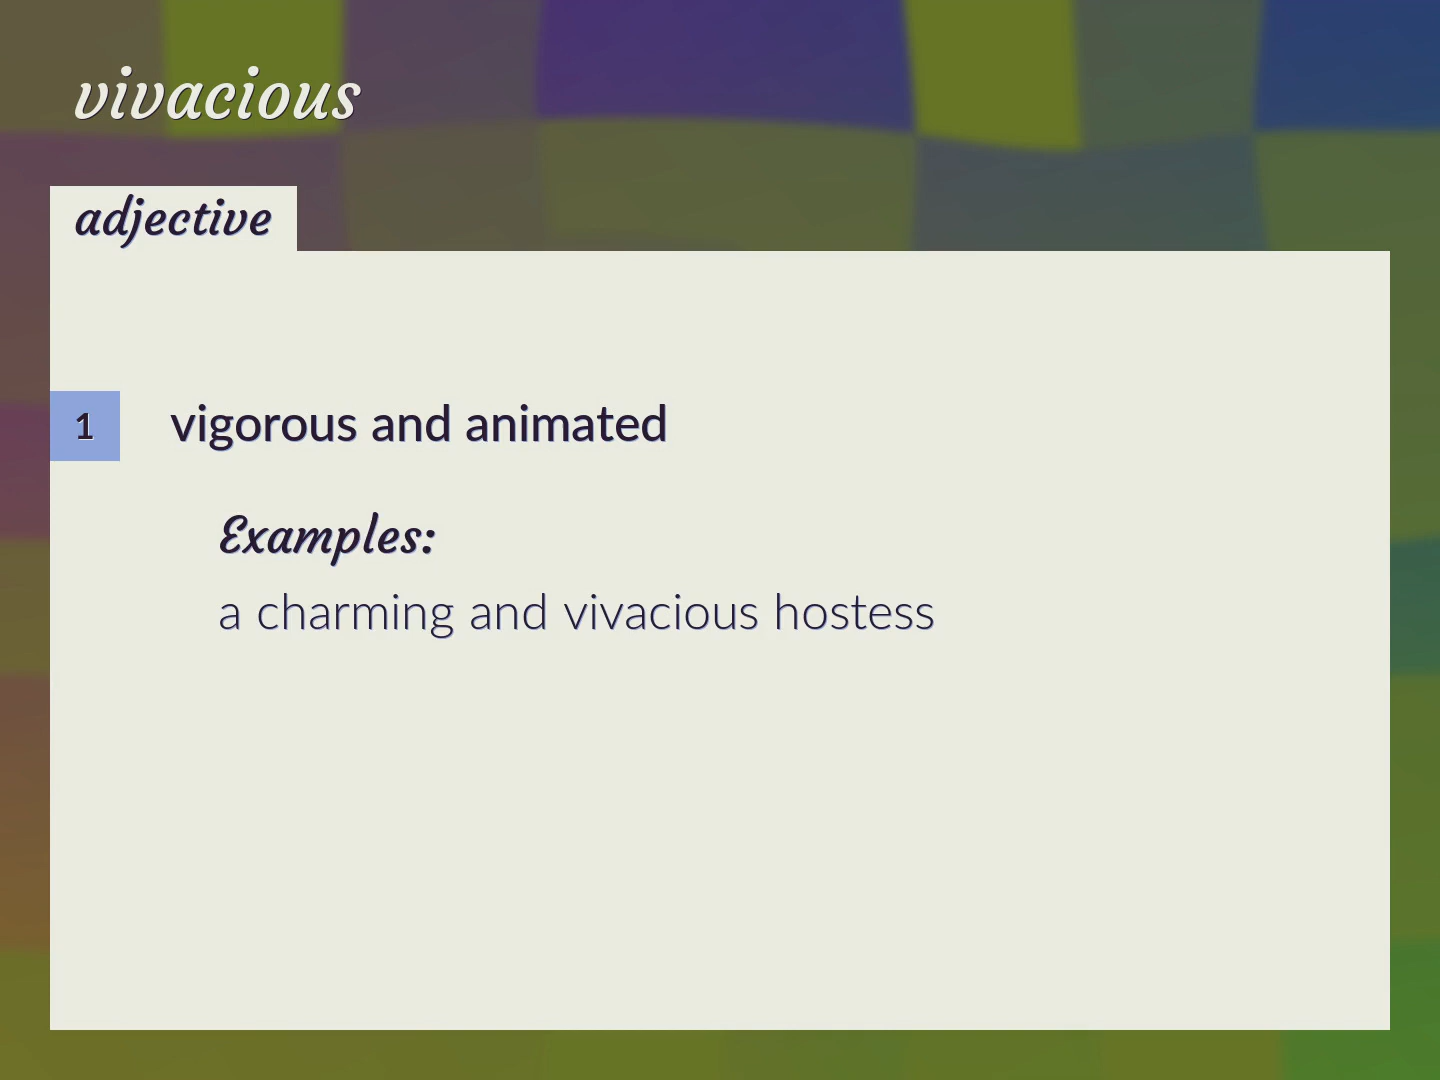 vivacious
adjective
1 vigorous and animated
Examples:
a charming and vivacious hostess